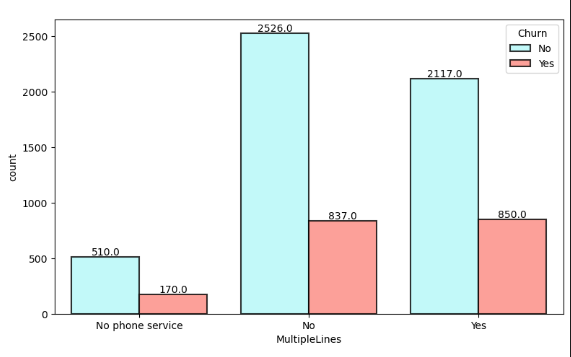 Churn
No
Yes
2500
2000
1500
1000
500
0
count
510.0
170.0
2526.0
837.0
2117.0
850.0
No phone service
No
Yes
MultipleLines